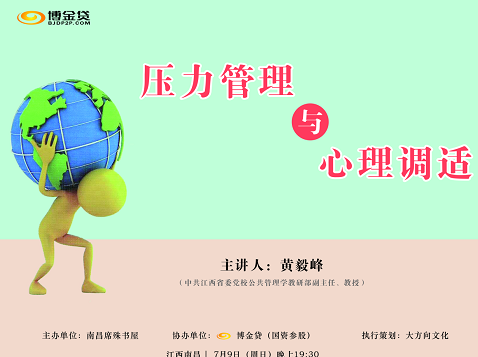 博金贷
BJDP2P.COM
压力管理
与
心理调适
主讲人：黄毅峰
（中共江西省委党校公共管理学教研部副主任、教授）
主办单位：南昌席殊书屋 协办单位：博金贷（国资参股） 执行策划：大方向文化
江西南昌 | 7月9日（周日）晚上19:30